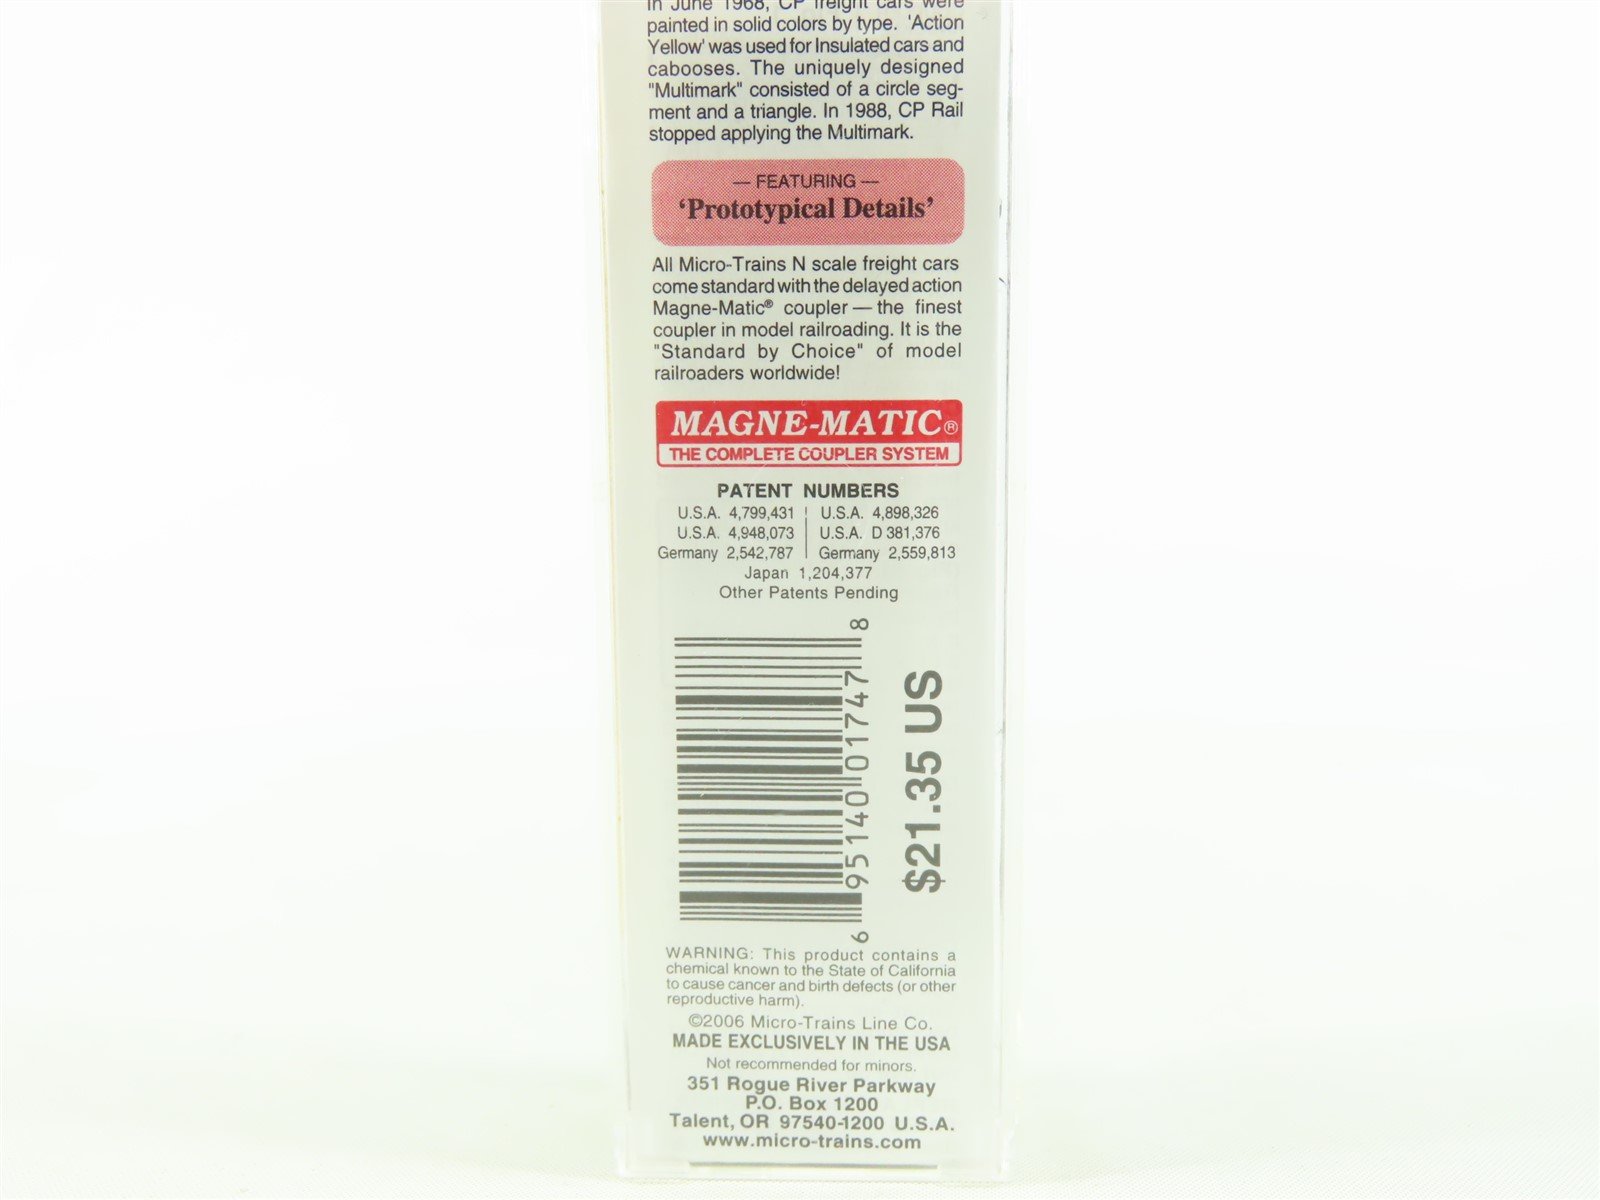 In June 1968, CP freight cars were
painted in solid colors by type. 'Action
Yellow' was used for Insulated cars and
cabooses. The uniquely designed
"Multimark" consisted of a circle seg-
ment and a triangle. In 1988, CP Rail
stopped applying the Multimark.
— FEATURING —
‘Prototypical Details’
All Micro-Trains N scale freight cars
come standard with the delayed action
Magne-Matic® coupler — the finest
coupler in model railroading. It is the
"Standard by Choice" of model
railroaders worldwide!
MAGNE-MATIC®
THE COMPLETE COUPLER SYSTEM
PATENT NUMBERS
U.S.A. 4,799,431 | U.S.A. 4,898,326
U.S.A. 4,948,073 | U.S.A. D 381,376
Germany 2,542,787 | Germany 2,559,813
Japan 1,204,377
Other Patents Pending
6 95140 01747 8
$21.35 US
WARNING: This product contains a
chemical known to the State of California
to cause cancer and birth defects (or other
reproductive harm).
©2006 Micro-Trains Line Co.
MADE EXCLUSIVELY IN THE USA
Not recommended for minors.
351 Rogue River Parkway
P.O. Box 1200
Talent, OR 97540-1200 U.S.A.
www.micro-trains.com